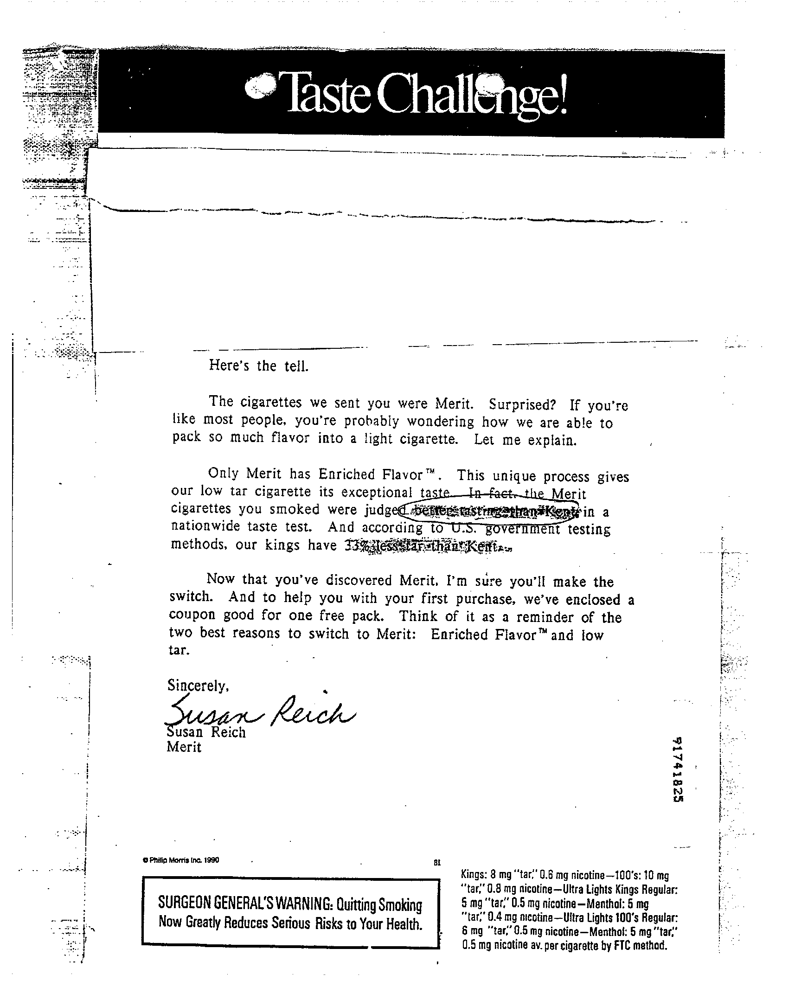 Taste Challenge!
Here's the tell.
The cigarettes we sent you were Merit. Surprised? If you're
like most people, you're probably wondering how we are able to
pack so much flavor into a light cigarette. Let me explain.
Only Merit has Enriched Flavor™. This unique process gives
our low tar cigarette its exceptional taste. In fact, the Merit
cigarettes you smoked were judged better tasting than Kent in a
nationwide taste test. And according to U.S. government testing
methods, our kings have 33% less tar than Kent.
Now that you've discovered Merit, I'm sure you'll make the
switch. And to help you with your first purchase, we've enclosed a
coupon good for one free pack. Think of it as a reminder of the
two best reasons to switch to Merit: Enriched Flavor™ and low
tar.
Sincerely,
Susan Reich
Susan Reich
Merit
91741825
© Philip Morris Inc. 1990
B1
SURGEON GENERAL'S WARNING: Quitting Smoking
Now Greatly Reduces Serious Risks to Your Health.
Kings: 8 mg "tar," 0.6 mg nicotine—100's: 10 mg
"tar," 0.8 mg nicotine—Ultra Lights Kings Regular:
5 mg "tar," 0.5 mg nicotine—Menthol: 5 mg
"tar," 0.4 mg nicotine—Ultra Lights 100's Regular:
6 mg "tar," 0.5 mg nicotine—Menthol: 5 mg "tar,"
0.5 mg nicotine av. per cigarette by FTC method.